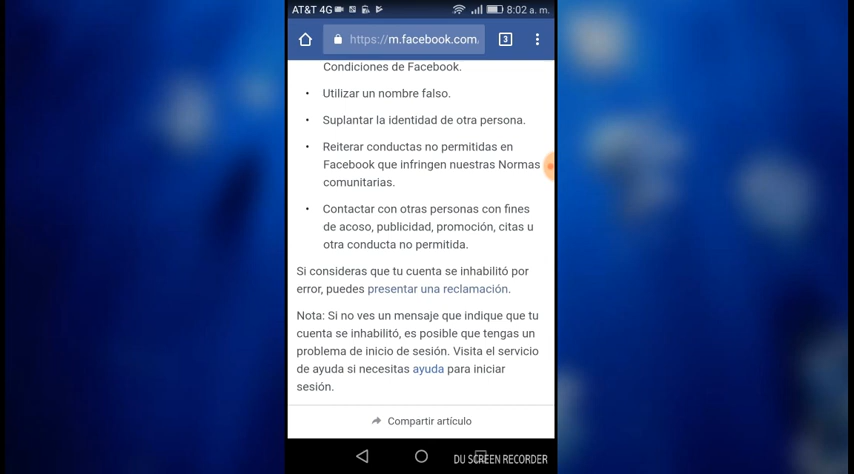 AT&T 4G 8:02 a. m.
https://m.facebook.com. 3
Condiciones de Facebook.
• Utilizar un nombre falso.
• Suplantar la identidad de otra persona.
• Reiterar conductas no permitidas en
Facebook que infringen nuestras Normas
comunitarias.
• Contactar con otras personas con fines
de acoso, publicidad, promoción, citas u
otra conducta no permitida.
Si consideras que tu cuenta se inhabilitó por
error, puedes presentar una reclamación.
Nota: Si no ves un mensaje que indique que tu
cuenta se inhabilitó, es posible que tengas un
problema de inicio de sesión. Visita el servicio
de ayuda si necesitas ayuda para iniciar
sesión.
Compartir artículo
DU SCREEN RECORDER